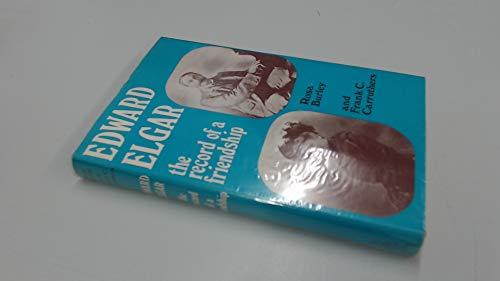 EDWARD
ELGAR
the
record of a
friendship
Rosa
Burley
and
Frank C.
Carruthers